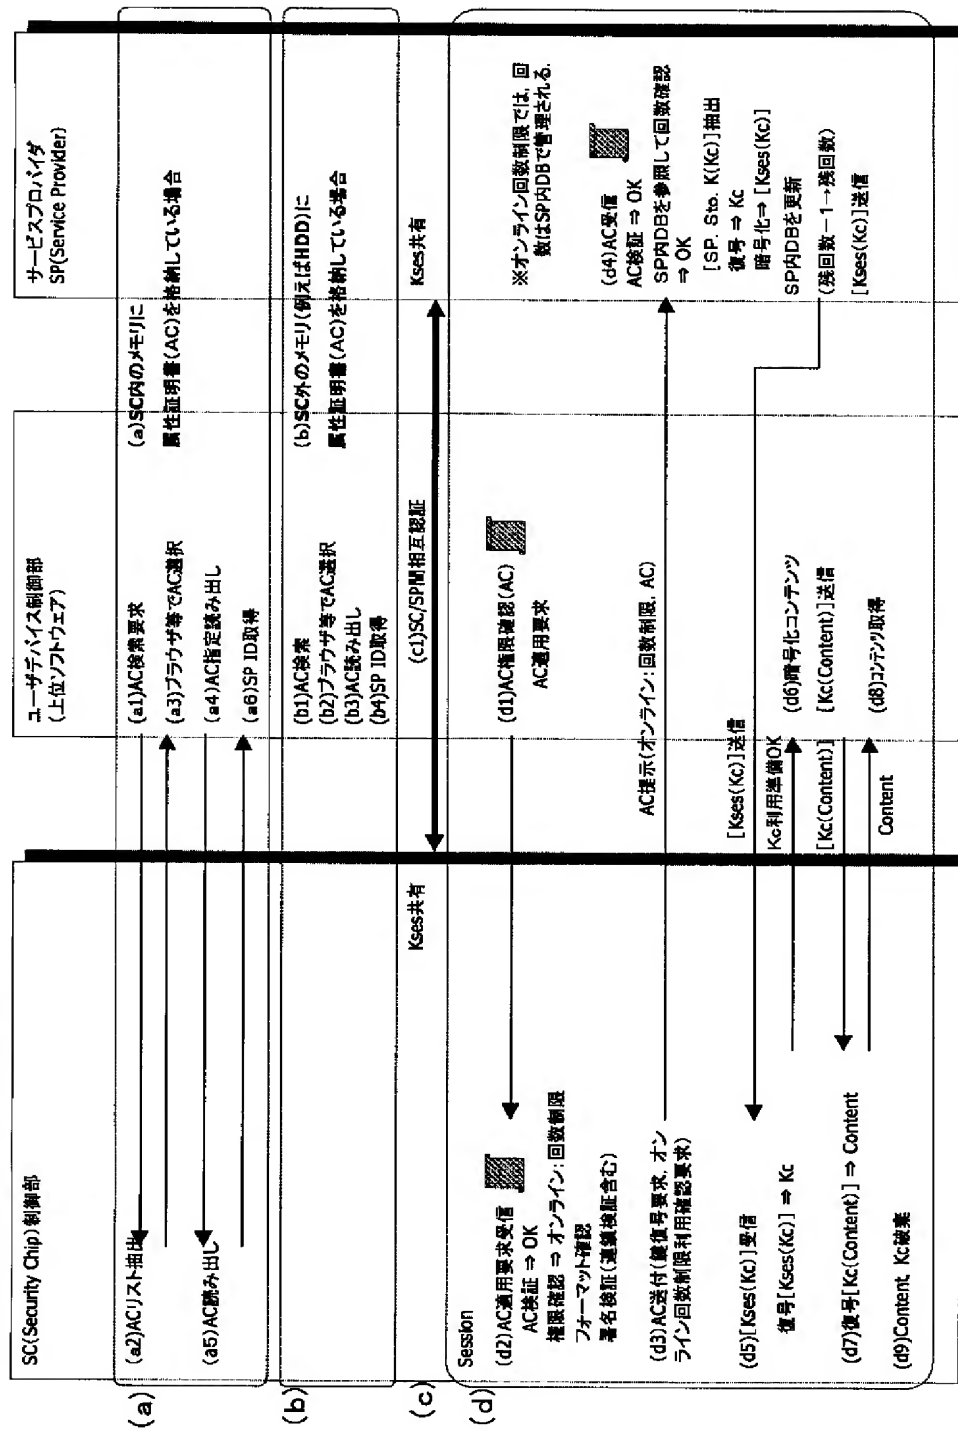 SC(Security Chip)制御部
ユーザデバイス制御部
(上位ソフトウェア)
サービスプロバイダ
SP(Service Provider)
(a)
(a1)AC検索要求
(a2)ACリスト抽出
(a3)ブラウザ等でAC選択
(a4)AC指定読み出し
(a5)AC読み出し
(a6)SP ID取得
(a)SC内のメモリに
属性証明書(AC)を格納している場合
(b)
(b1)AC検索
(b2)ブラウザ等でAC選択
(b3)AC読み出し
(b4)SP ID取得
(b)SC外のメモリ(例えばHDD)に
属性証明書(AC)を格納している場合
(c)
Kses共有
(c1)SC/SP間相互認証
Kses共有
(d)
Session
(d1)AC権限確認(AC)
AC適用要求
※オンライン回数制限では、回
数はSP内DBで管理される.
(d2)AC適用要求受信
AC検証 ⇒ OK
権限確認 ⇒ オンライン:回数制限
フォーマット確認
署名検証(連鎖検証含む)
(d3)AC送付(鍵復号要求, オン
ライン回数制限利用確認要求)
AC提示(オンライン:回数制限, AC)
(d4)AC受信
AC検証 ⇒ OK
SP内DBを参照して回数確認
⇒ OK
[SP. Sto. K(Kc)]抽出
復号 ⇒ Kc
暗号化⇒ [Kses(Kc)]
SP内DBを更新
(残回数-1→残回数)
[Kses(Kc)]送信
[Kses(Kc)]送信
(d5)[Kses(Kc)]受信
復号[Kses(Kc)] ⇒ Kc
Kc利用準備OK
(d6)暗号化コンテンツ
[Kc(Content)]送信
[Kc(Content)]
(d7)復号[Kc(Content)] ⇒ Content
Content
(d8)コンテンツ取得
(d9)Content Kc破棄